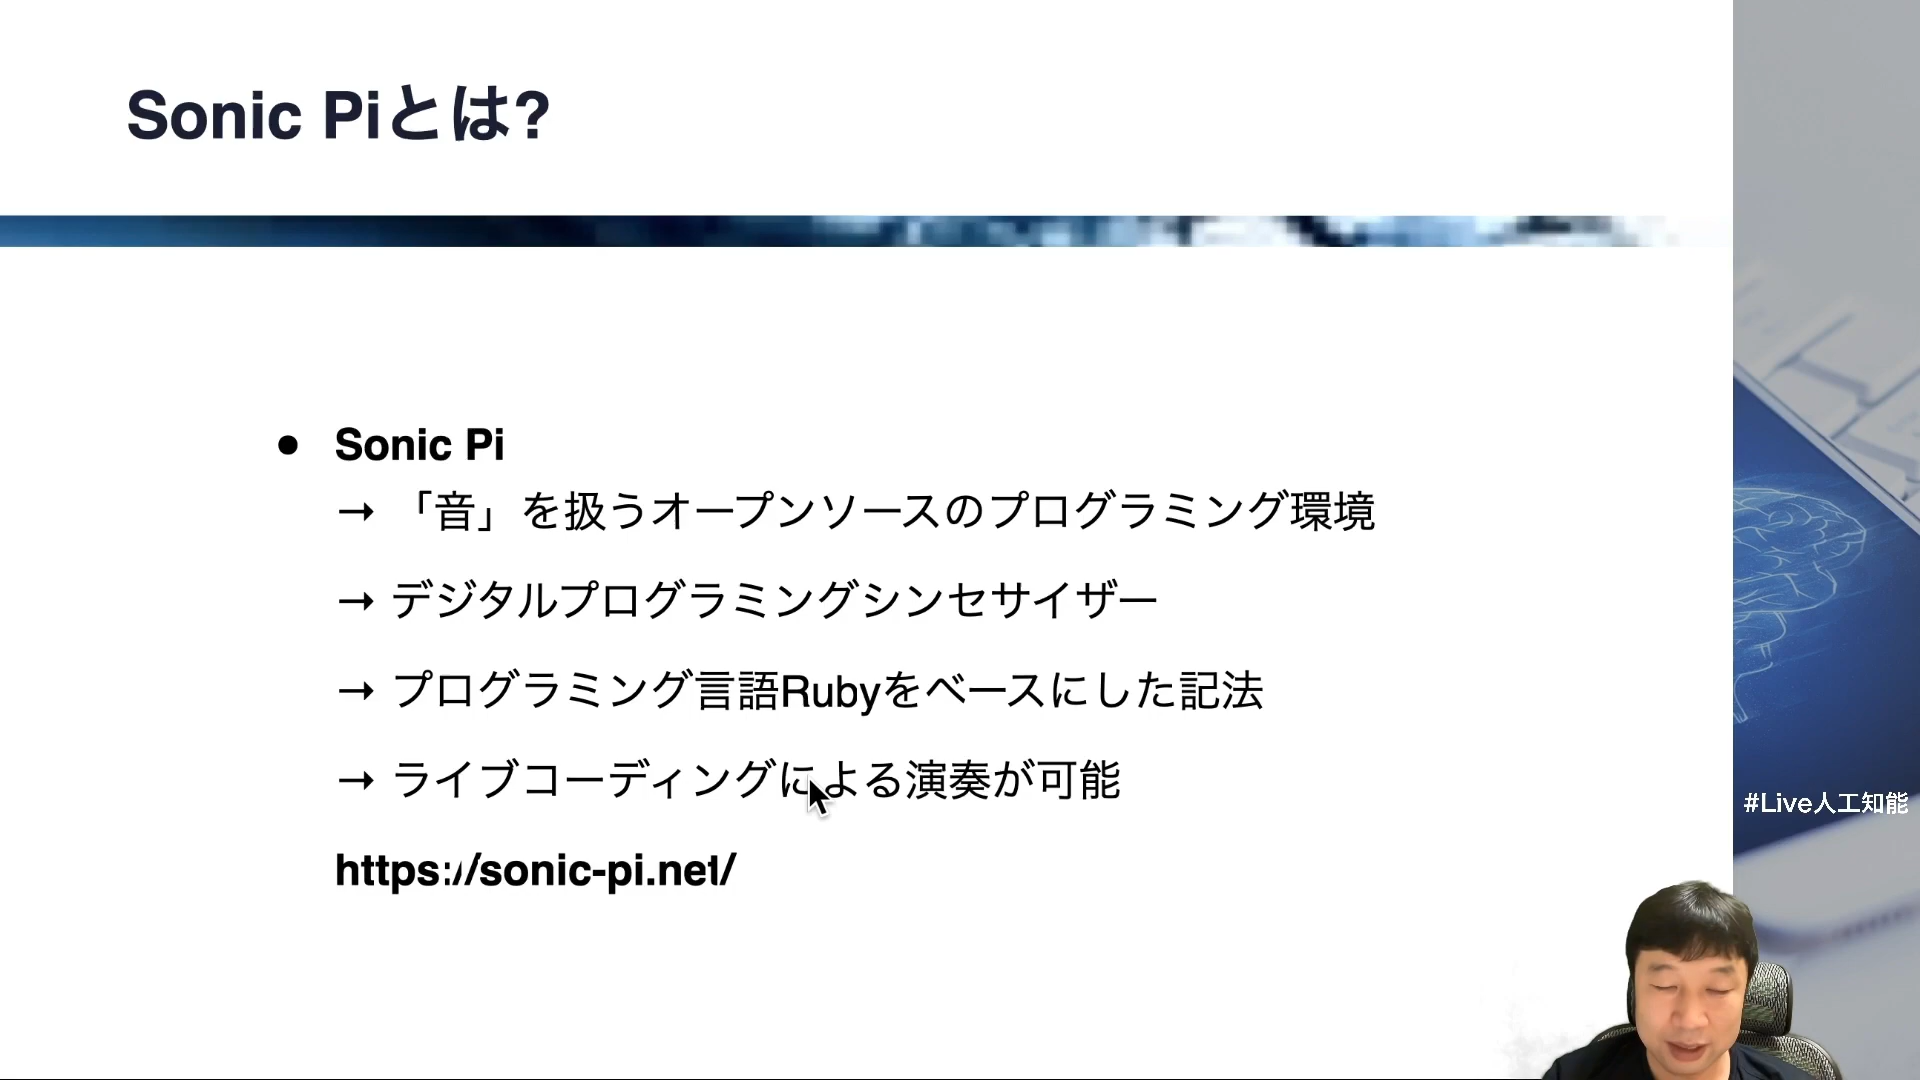 Sonic Piとは?
● Sonic Pi
→ 「音」を扱うオープンソースのプログラミング環境
→ デジタルプログラミングシンセサイザー
→ プログラミング言語Rubyをベースにした記法
→ ライブコーディングによる演奏が可能
https://sonic-pi.net/
#Live人工知能